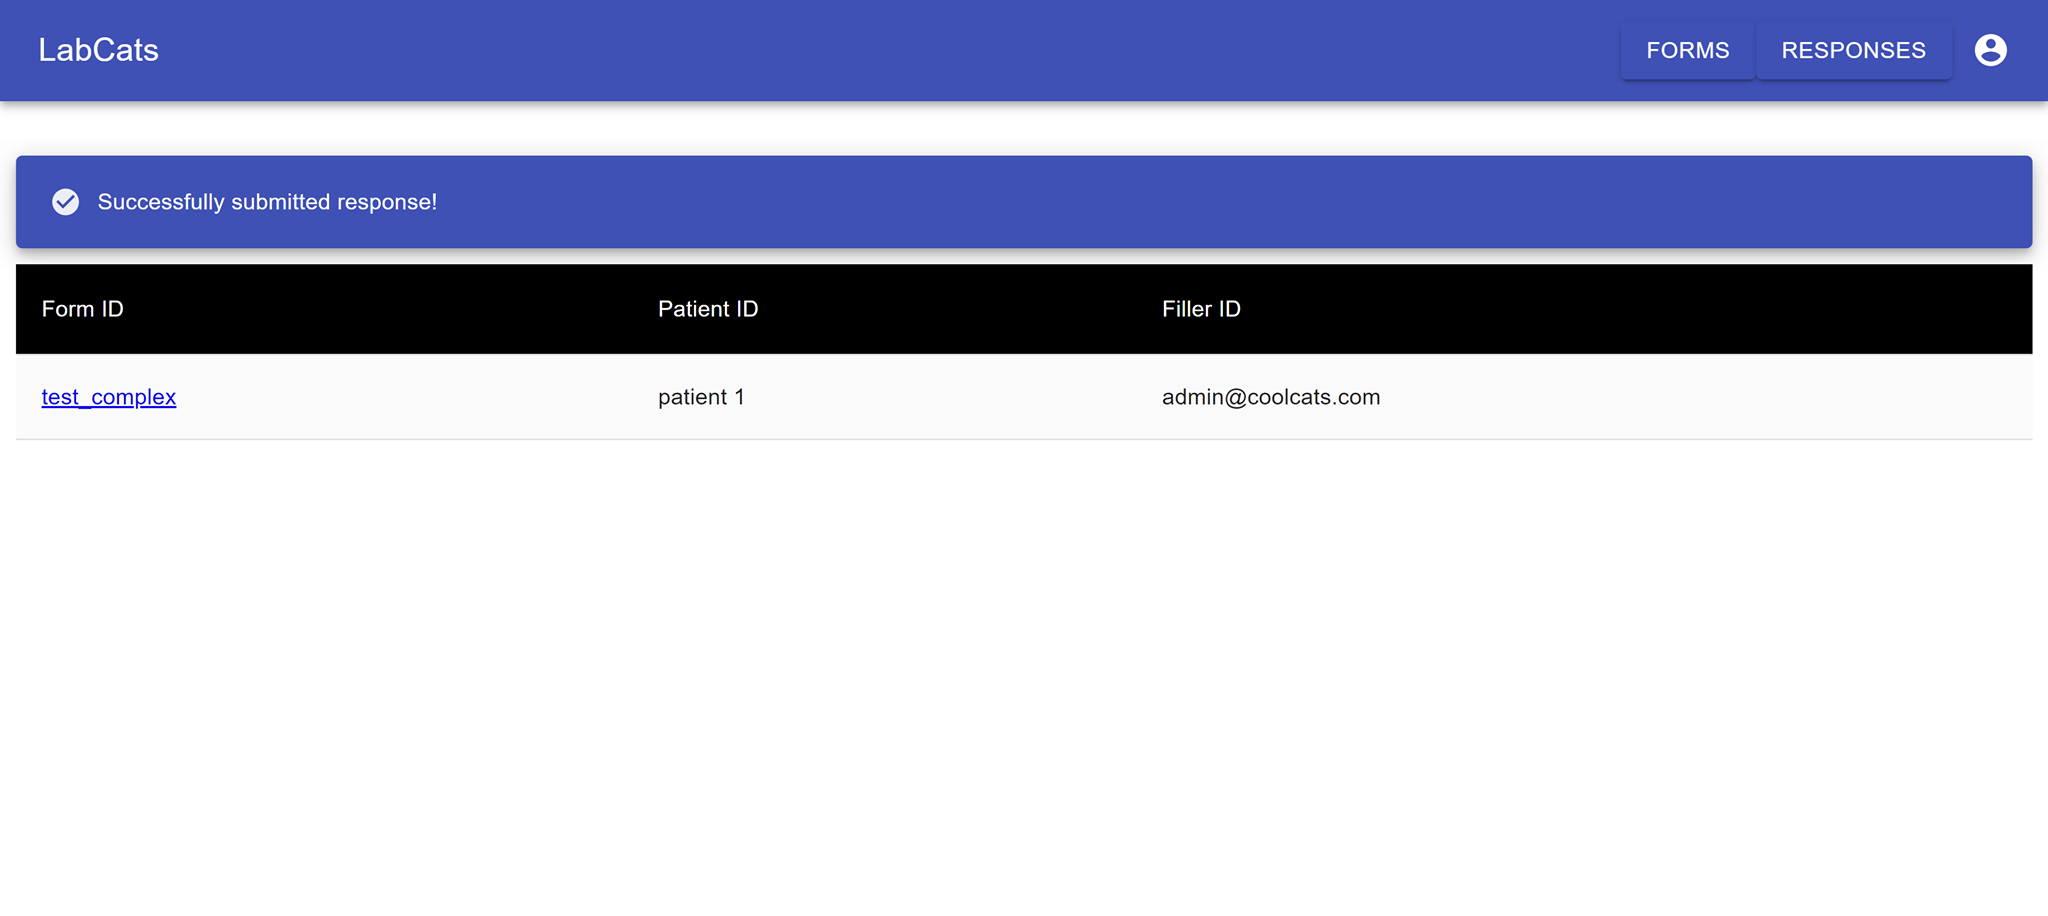 LabCats
FORMS RESPONSES
Successfully submitted response!
Form ID Patient ID Filler ID
test_complex patient 1 admin@coolcats.com